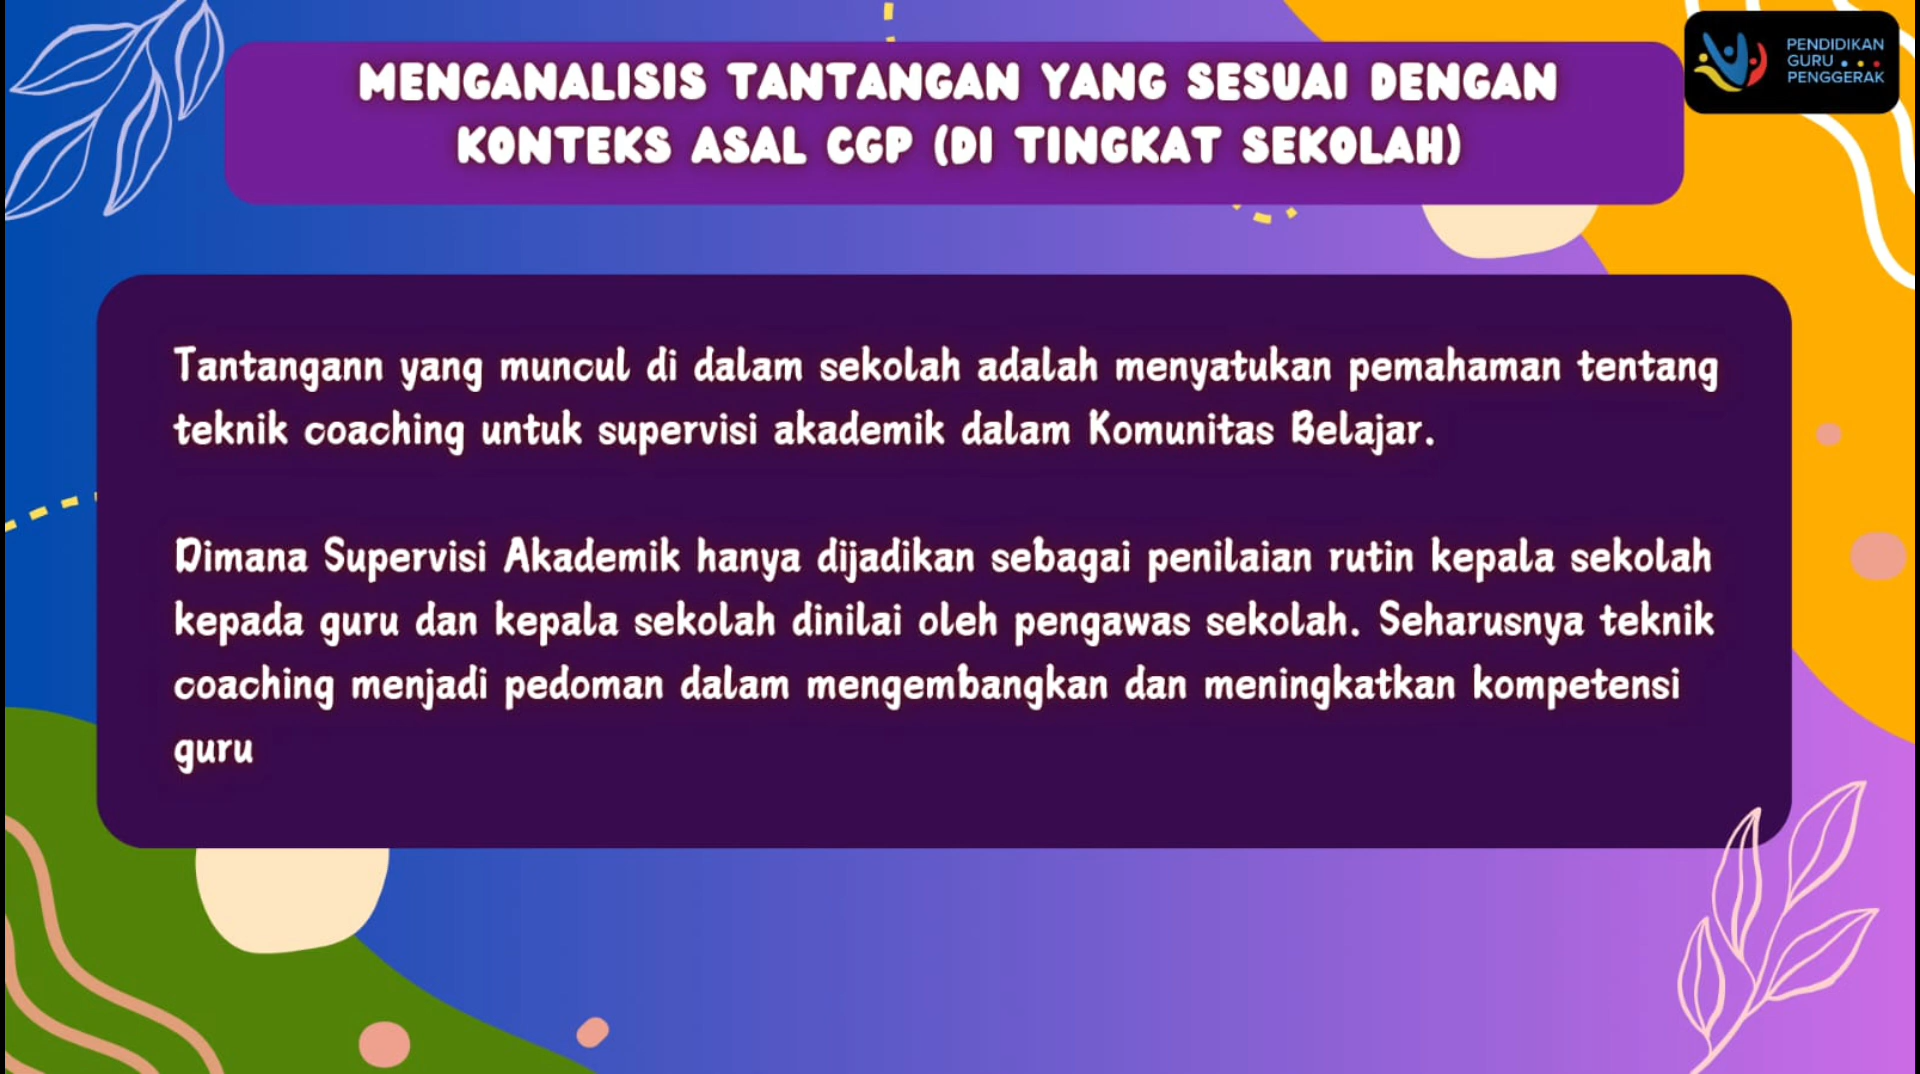 MENGANALISIS TANTANGAN YANG SESUAI DENGAN
KONTEKS ASAL CGP (DI TINGKAT SEKOLAH)
PENDIDIKAN
GURU
PENGGERAK
Tantangann yang muncul di dalam sekolah adalah menyatukan pemahaman tentang
teknik coaching untuk supervisi akademik dalam Komunitas Belajar.
Dimana Supervisi Akademik hanya dijadikan sebagai penilaian rutin kepala sekolah
kepada guru dan kepala sekolah dinilai oleh pengawas sekolah. Seharusnya teknik
coaching menjadi pedoman dalam mengembangkan dan meningkatkan kompetensi
guru